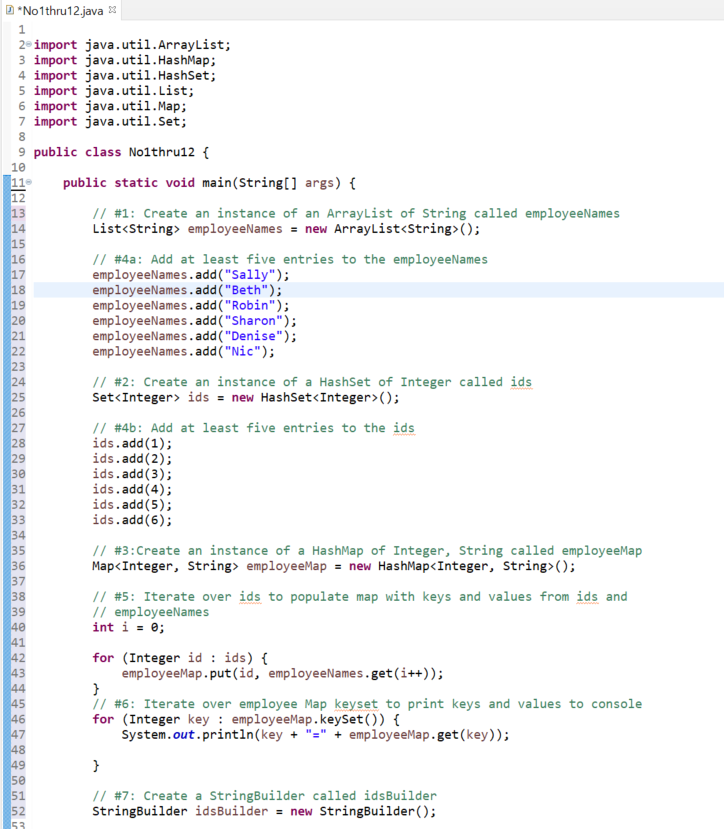 *No1thru12.java
1
2 import java.util.ArrayList;
3 import java.util.HashMap;
4 import java.util.HashSet;
5 import java.util.List;
6 import java.util.Map;
7 import java.util.Set;
8
9 public class No1thru12 {
10
11 public static void main(String[] args) {
12
13 // #1: Create an instance of an ArrayList of String called employeeNames
14 List<String> employeeNames = new ArrayList<String>();
15
16 // #4a: Add at least five entries to the employeeNames
17 employeeNames.add("Sally");
18 employeeNames.add("Beth");
19 employeeNames.add("Robin");
20 employeeNames.add("Sharon");
21 employeeNames.add("Denise");
22 employeeNames.add("Nic");
23
24 // #2: Create an instance of a HashSet of Integer called ids
25 Set<Integer> ids = new HashSet<Integer>();
26
27 // #4b: Add at least five entries to the ids
28 ids.add(1);
29 ids.add(2);
30 ids.add(3);
31 ids.add(4);
32 ids.add(5);
33 ids.add(6);
34
35 // #3:Create an instance of a HashMap of Integer, String called employeeMap
36 Map<Integer, String> employeeMap = new HashMap<Integer, String>();
37
38 // #5: Iterate over ids to populate map with keys and values from ids and
39 // employeeNames
40 int i = 0;
41
42 for (Integer id : ids) {
43 employeeMap.put(id, employeeNames.get(i++));
44 }
45 // #6: Iterate over employee Map keyset to print keys and values to console
46 for (Integer key : employeeMap.keySet()) {
47 System.out.println(key + "=" + employeeMap.get(key));
48
49 }
50
51 // #7: Create a StringBuilder called idsBuilder
52 StringBuilder idsBuilder = new StringBuilder();
53